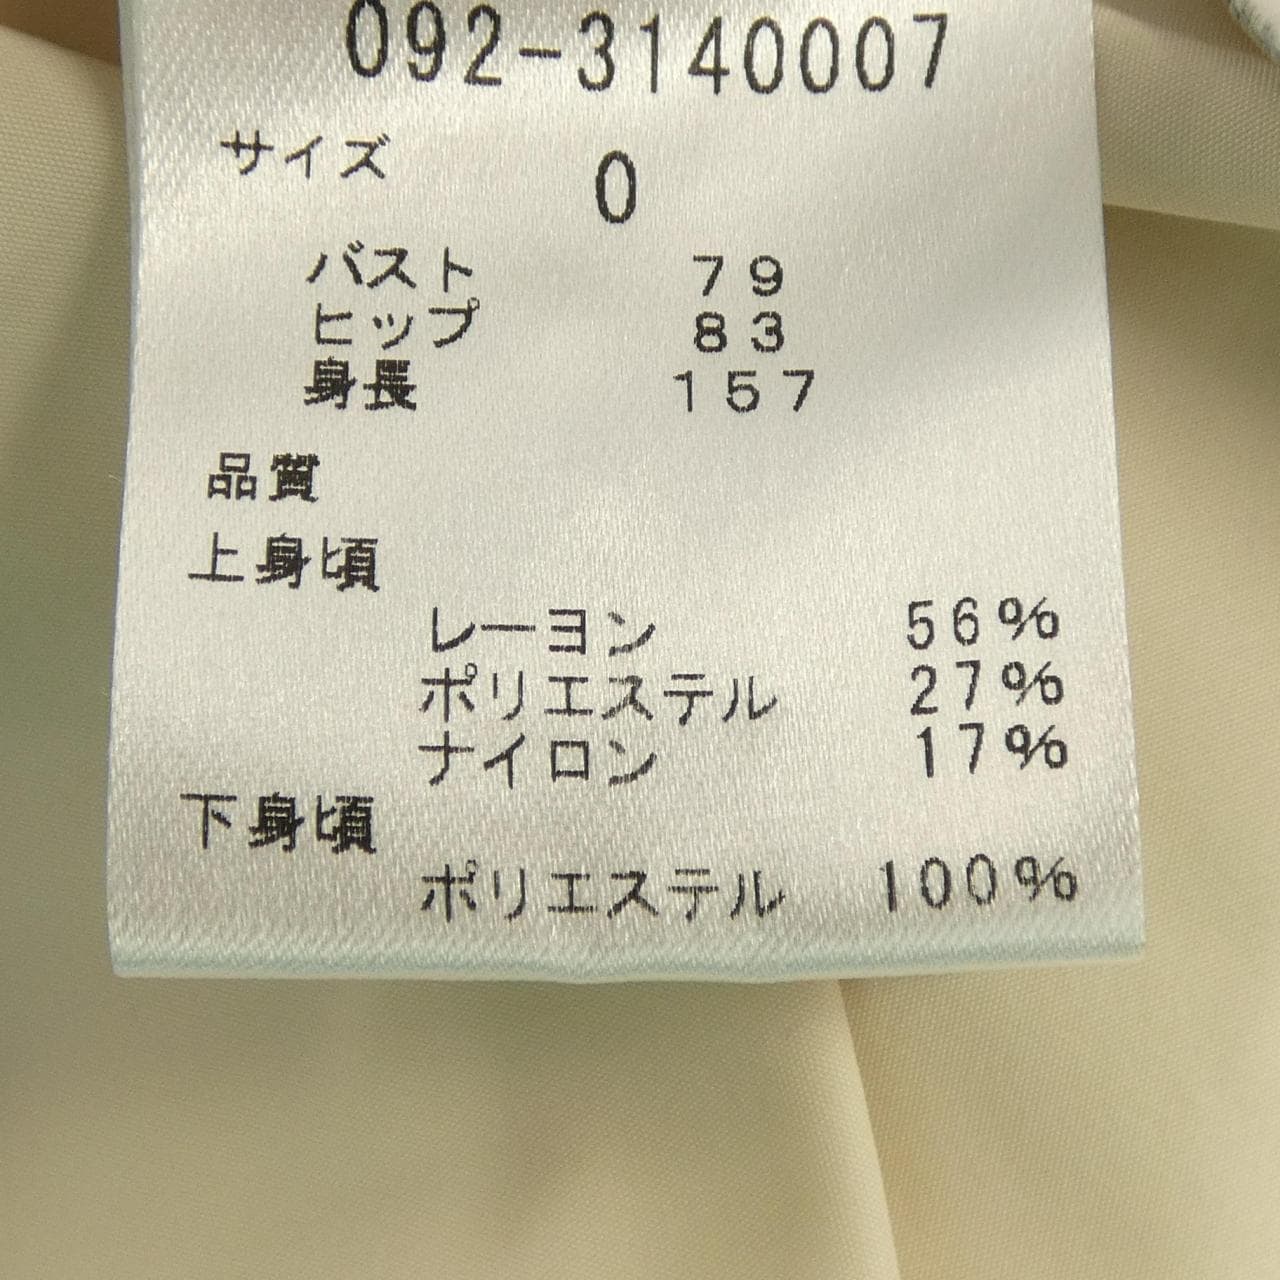 092-3140007
サイズ 0
バスト 79
ヒップ 83
身長 157
品質
上身頃
レーヨン 56%
ポリエステル 27%
ナイロン 17%
下身頃
ポリエステル 100%